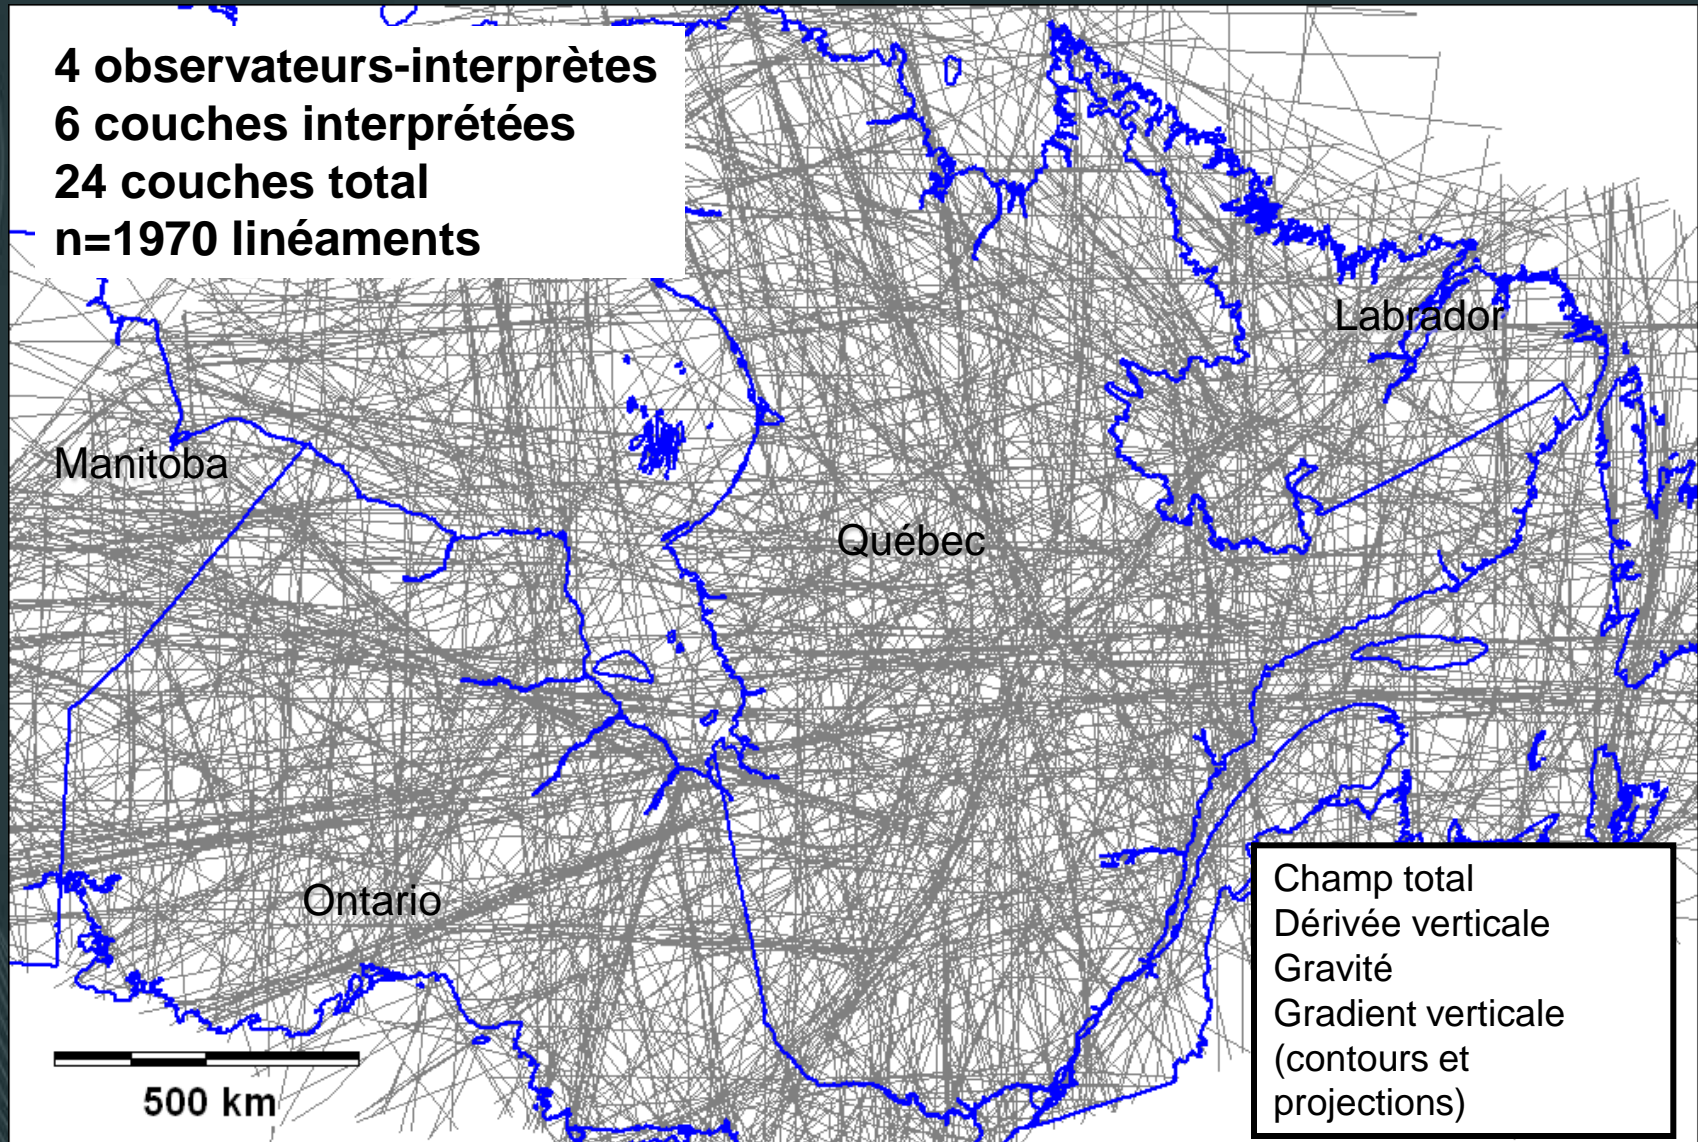 4 observateurs-interprètes
6 couches interprétées
24 couches total
n=1970 linéaments
Labrador
Manitoba
Québec
Ontario
500 km
Champ total
Dérivée verticale
Gravité
Gradient verticale
(contours et
projections)